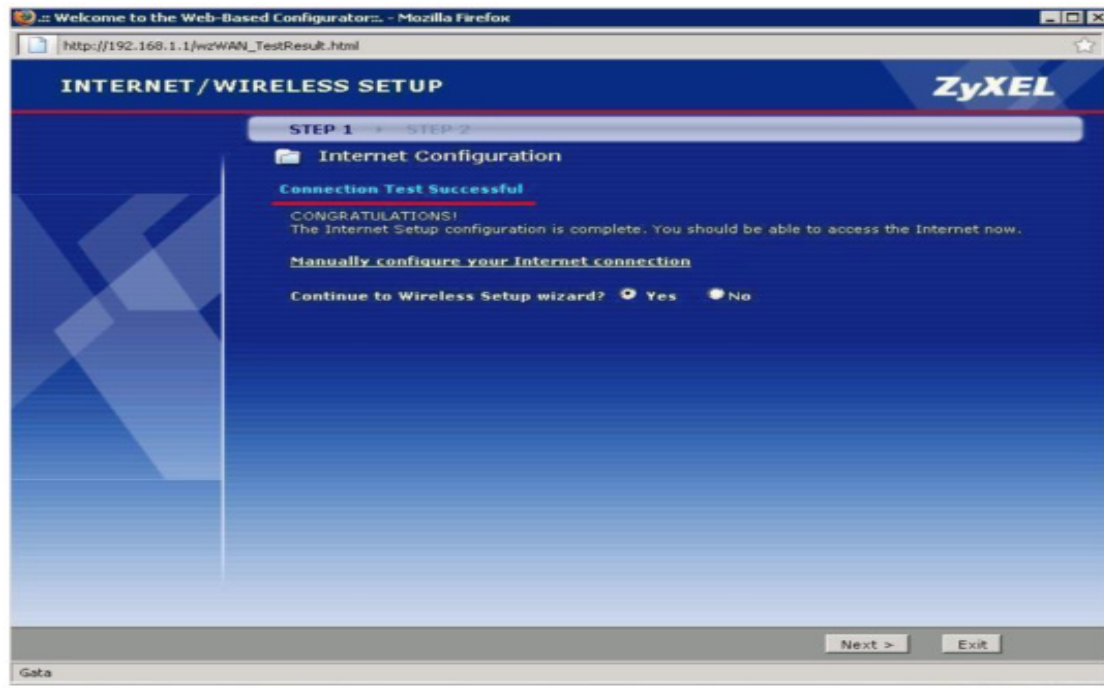 .:: Welcome to the Web-Based Configurator::. - Mozilla Firefox
http://192.168.1.1/wzWAN_TestResult.html
INTERNET/WIRELESS SETUP
ZyXEL
STEP 1 STEP 2
Internet Configuration
Connection Test Successful
CONGRATULATIONS!
The Internet Setup configuration is complete. You should be able to access the Internet now.
Manually configure your Internet connection
Continue to Wireless Setup wizard? Yes No
Next > Exit
Gata